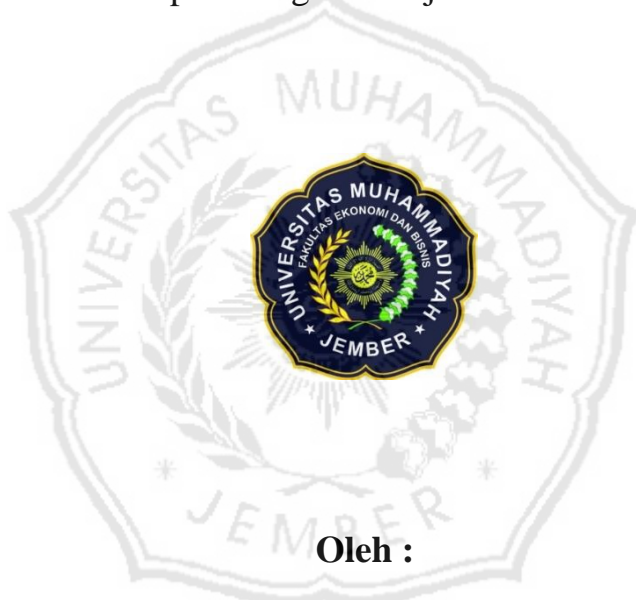 UNIVERSITAS MUHAMMADIYAH
FAKULTAS EKONOMI DAN BISNIS
* JEMBER *
UNIVERSITAS MUHAMMADIYAH
* JEMBER *
Oleh :